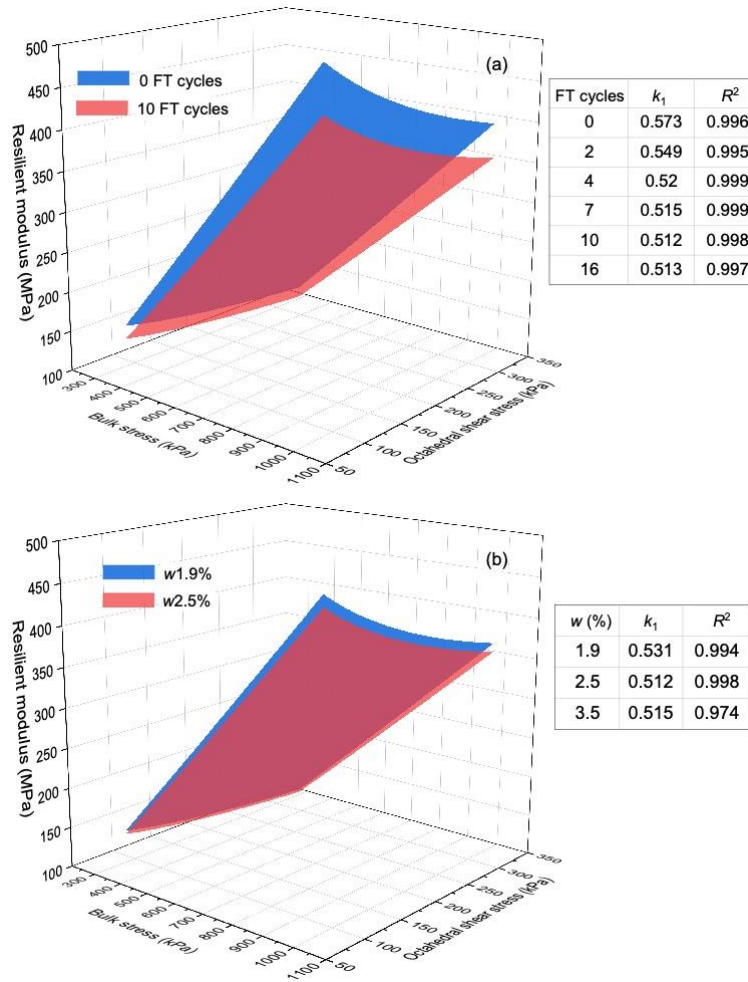 (a)
0 FT cycles
10 FT cycles
Resilient modulus (MPa)
500
450
400
350
300
250
200
150
100
300
400
500
600
700
800
900
1000
1100
Bulk stress (kPa)
50
100
150
200
250
300
350
Octahedral shear stress (kPa)
FT cycles k1 R2
0 0.573 0.996
2 0.549 0.995
4 0.52 0.999
7 0.515 0.999
10 0.512 0.998
16 0.513 0.997
(b)
w1.9%
w2.5%
Resilient modulus (MPa)
500
450
400
350
300
250
200
150
100
300
400
500
600
700
800
900
1000
1100
Bulk stress (kPa)
50
100
150
200
250
300
350
Octahedral shear stress (kPa)
w (%) k1 R2
1.9 0.531 0.994
2.5 0.512 0.998
3.5 0.515 0.974